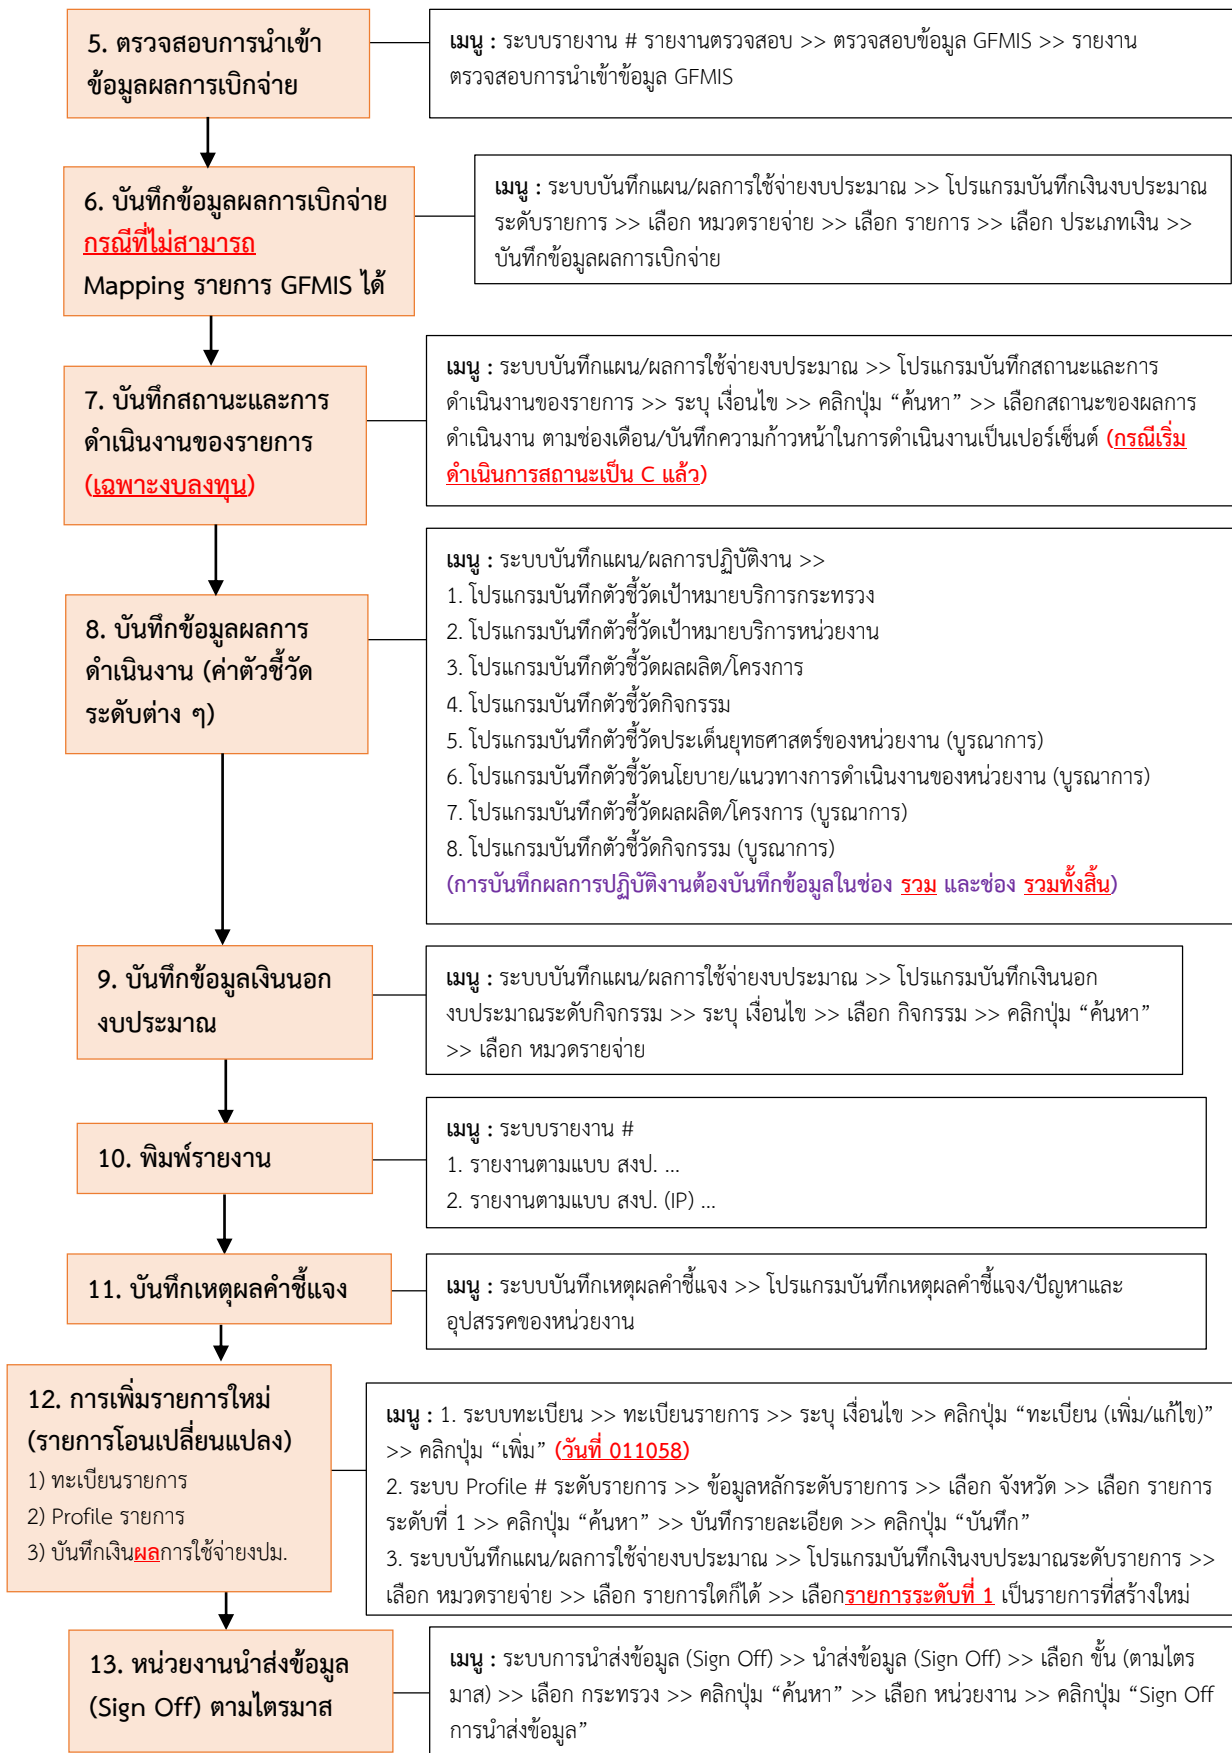 5. ตรวจสอบการนำเข้า
ข้อมูลผลการเบิกจ่าย
เมนู : ระบบรายงาน # รายงานตรวจสอบ >> ตรวจสอบข้อมูล GFMIS >> รายงาน
ตรวจสอบการนำเข้าข้อมูล GFMIS
6. บันทึกข้อมูลผลการเบิกจ่าย
กรณีที่ไม่สามารถ
Mapping รายการ GFMIS ได้
เมนู : ระบบบันทึกแผน/ผลการใช้จ่ายงบประมาณ >> โปรแกรมบันทึกเงินงบประมาณ
ระดับรายการ >> เลือก หมวดรายจ่าย >> เลือก รายการ >> เลือก ประเภทเงิน >>
บันทึกข้อมูลผลการเบิกจ่าย
7. บันทึกสถานะและการ
ดำเนินงานของรายการ
(เฉพาะงบลงทุน)
เมนู : ระบบบันทึกแผน/ผลการใช้จ่ายงบประมาณ >> โปรแกรมบันทึกสถานะและการ
ดำเนินงานของรายการ >> ระบุ เงื่อนไข >> คลิกปุ่ม “ค้นหา” >> เลือกสถานะของผลการ
ดำเนินงาน ตามช่องเดือน/บันทึกความก้าวหน้าในการดำเนินงานเป็นเปอร์เซ็นต์ (กรณีเริ่ม
ดำเนินการสถานะเป็น C แล้ว)
8. บันทึกข้อมูลผลการ
ดำเนินงาน (ค่าตัวชี้วัด
ระดับต่าง ๆ)
เมนู : ระบบบันทึกแผน/ผลการปฏิบัติงาน >>
1. โปรแกรมบันทึกตัวชี้วัดเป้าหมายบริการกระทรวง
2. โปรแกรมบันทึกตัวชี้วัดเป้าหมายบริการหน่วยงาน
3. โปรแกรมบันทึกตัวชี้วัดผลผลิต/โครงการ
4. โปรแกรมบันทึกตัวชี้วัดกิจกรรม
5. โปรแกรมบันทึกตัวชี้วัดประเด็นยุทธศาสตร์ของหน่วยงาน (บูรณาการ)
6. โปรแกรมบันทึกตัวชี้วัดนโยบาย/แนวทางการดำเนินงานของหน่วยงาน (บูรณาการ)
7. โปรแกรมบันทึกตัวชี้วัดผลผลิต/โครงการ (บูรณาการ)
8. โปรแกรมบันทึกตัวชี้วัดกิจกรรม (บูรณาการ)
(การบันทึกผลการปฏิบัติงานต้องบันทึกข้อมูลในช่อง รวม และช่อง รวมทั้งสิ้น)
9. บันทึกข้อมูลเงินนอก
งบประมาณ
เมนู : ระบบบันทึกแผน/ผลการใช้จ่ายงบประมาณ >> โปรแกรมบันทึกเงินนอก
งบประมาณระดับกิจกรรม >> ระบุ เงื่อนไข >> เลือก กิจกรรม >> คลิกปุ่ม “ค้นหา”
>> เลือก หมวดรายจ่าย
10. พิมพ์รายงาน
เมนู : ระบบรายงาน #
1. รายงานตามแบบ สงป. ...
2. รายงานตามแบบ สงป. (IP) ...
11. บันทึกเหตุผลคำชี้แจง
เมนู : ระบบบันทึกเหตุผลคำชี้แจง >> โปรแกรมบันทึกเหตุผลคำชี้แจง/ปัญหาและ
อุปสรรคของหน่วยงาน
12. การเพิ่มรายการใหม่
(รายการโอนเปลี่ยนแปลง)
1) ทะเบียนรายการ
2) Profile รายการ
3) บันทึกเงินผลการใช้จ่ายงปม.
เมนู : 1. ระบบทะเบียน >> ทะเบียนรายการ >> ระบุ เงื่อนไข >> คลิกปุ่ม “ทะเบียน (เพิ่ม/แก้ไข)”
>> คลิกปุ่ม “เพิ่ม” (วันที่ 011058)
2. ระบบ Profile # ระดับรายการ >> ข้อมูลหลักระดับรายการ >> เลือก จังหวัด >> เลือก รายการ
ระดับที่ 1 >> คลิกปุ่ม “ค้นหา” >> บันทึกรายละเอียด >> คลิกปุ่ม “บันทึก”
3. ระบบบันทึกแผน/ผลการใช้จ่ายงบประมาณ >> โปรแกรมบันทึกเงินงบประมาณระดับรายการ >>
เลือก หมวดรายจ่าย >> เลือก รายการใดก็ได้ >> เลือกรายการระดับที่ 1 เป็นรายการที่สร้างใหม่
13. หน่วยงานนำส่งข้อมูล
(Sign Off) ตามไตรมาส
เมนู : ระบบการนำส่งข้อมูล (Sign Off) >> นำส่งข้อมูล (Sign Off) >> เลือก ขั้น (ตามไตร
มาส) >> เลือก กระทรวง >> คลิกปุ่ม “ค้นหา” >> เลือก หน่วยงาน >> คลิกปุ่ม “Sign Off
การนำส่งข้อมูล”